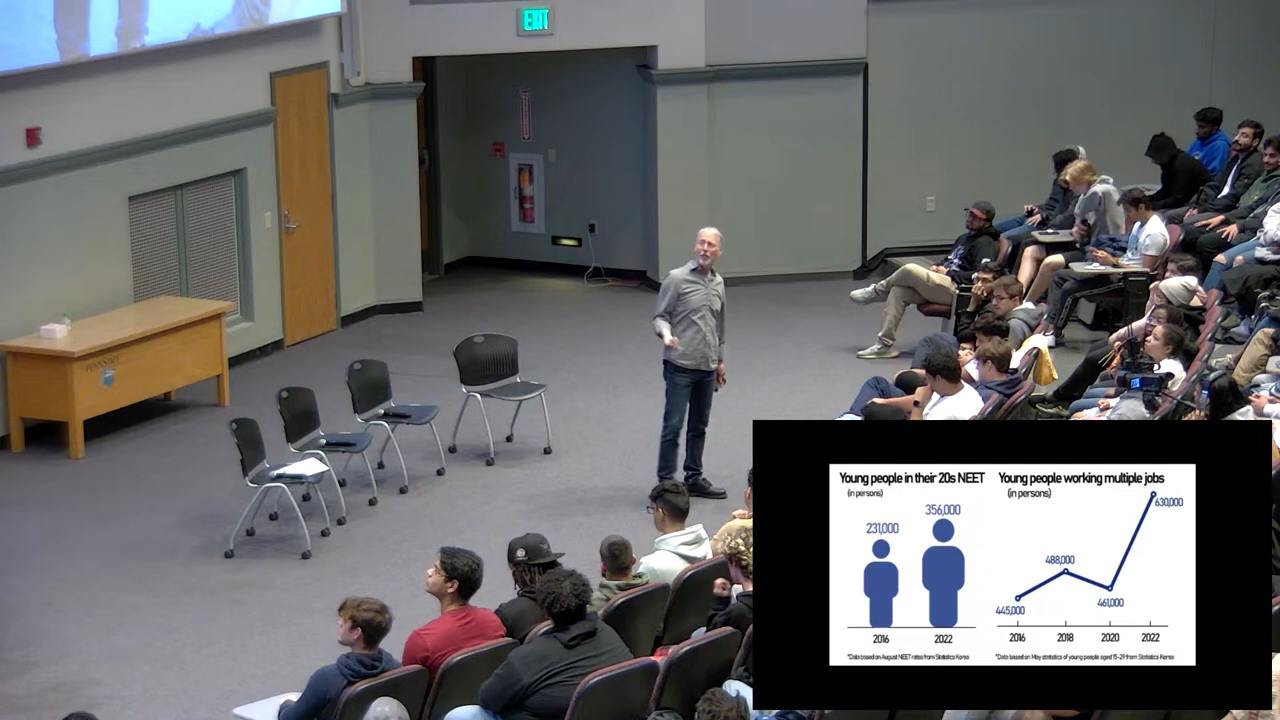 EXIT
PENNSTATE
Young people in their 20s NEET
(in persons)
231,000
356,000
2016
2022
*Data based on August NEET rates from Statistics Korea
Young people working multiple jobs
(in persons)
445,000
488,000
461,000
630,000
2016
2018
2020
2022
*Data based on May statistics of young people aged 15-29 from Statistics Korea